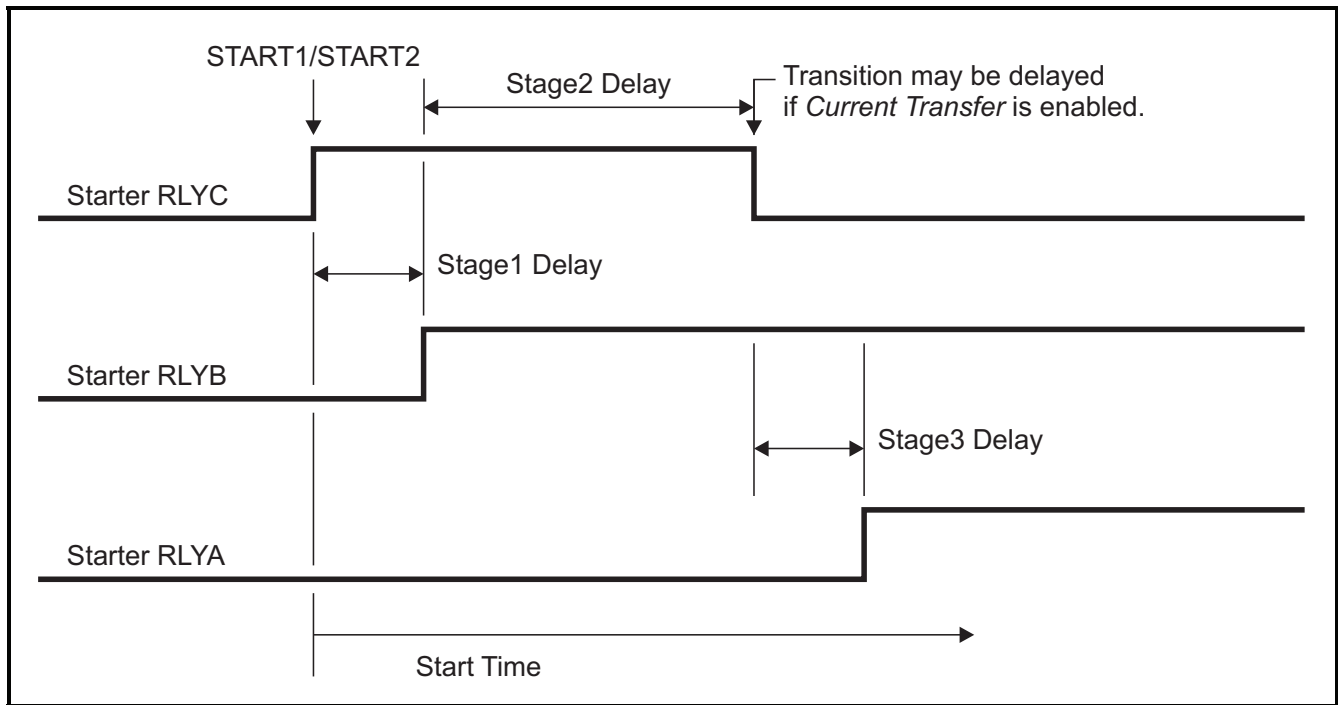 START1/START2
Stage2 Delay
Transition may be delayed
if Current Transfer is enabled.
Starter RLYC
Stage1 Delay
Starter RLYB
Stage3 Delay
Starter RLYA
Start Time